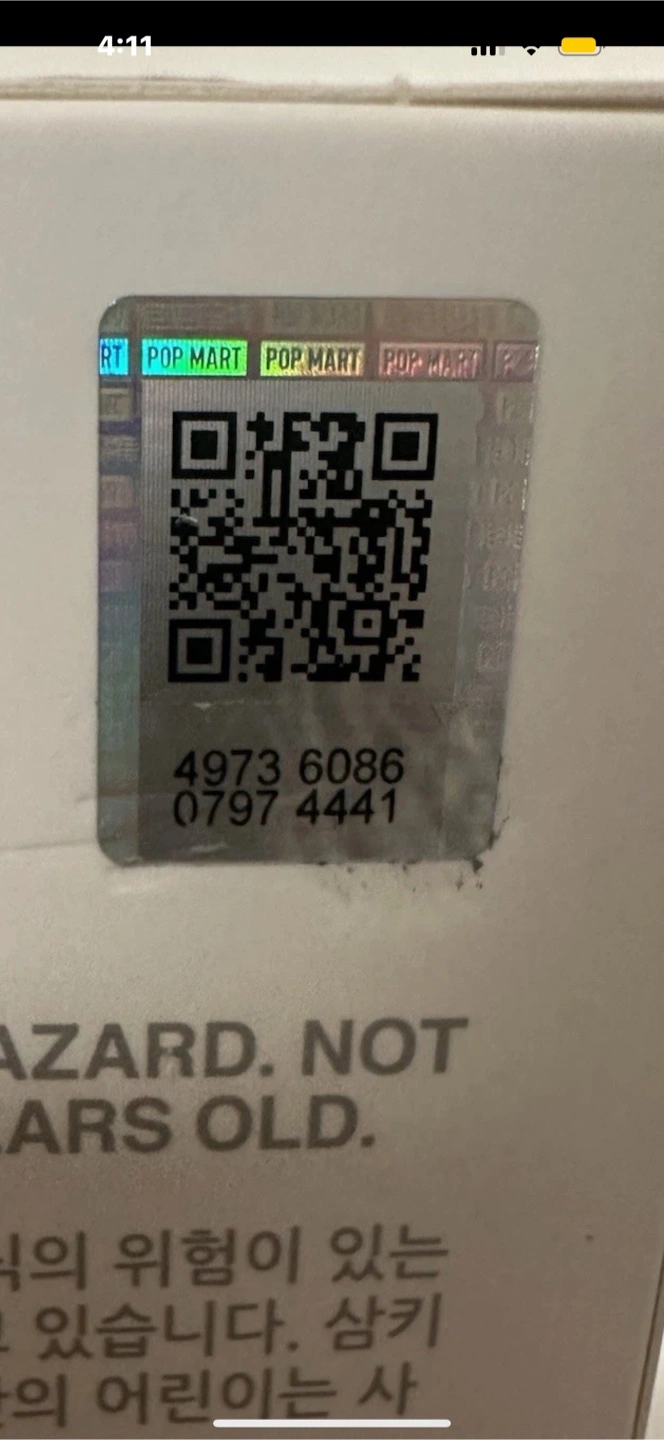 4:11
RT POP MART POP MART POP MART P
4973 6086
0797 4441
AZARD. NOT
ARS OLD.
의 위험이 있는
있습니다. 삼키
의 어린이는 사